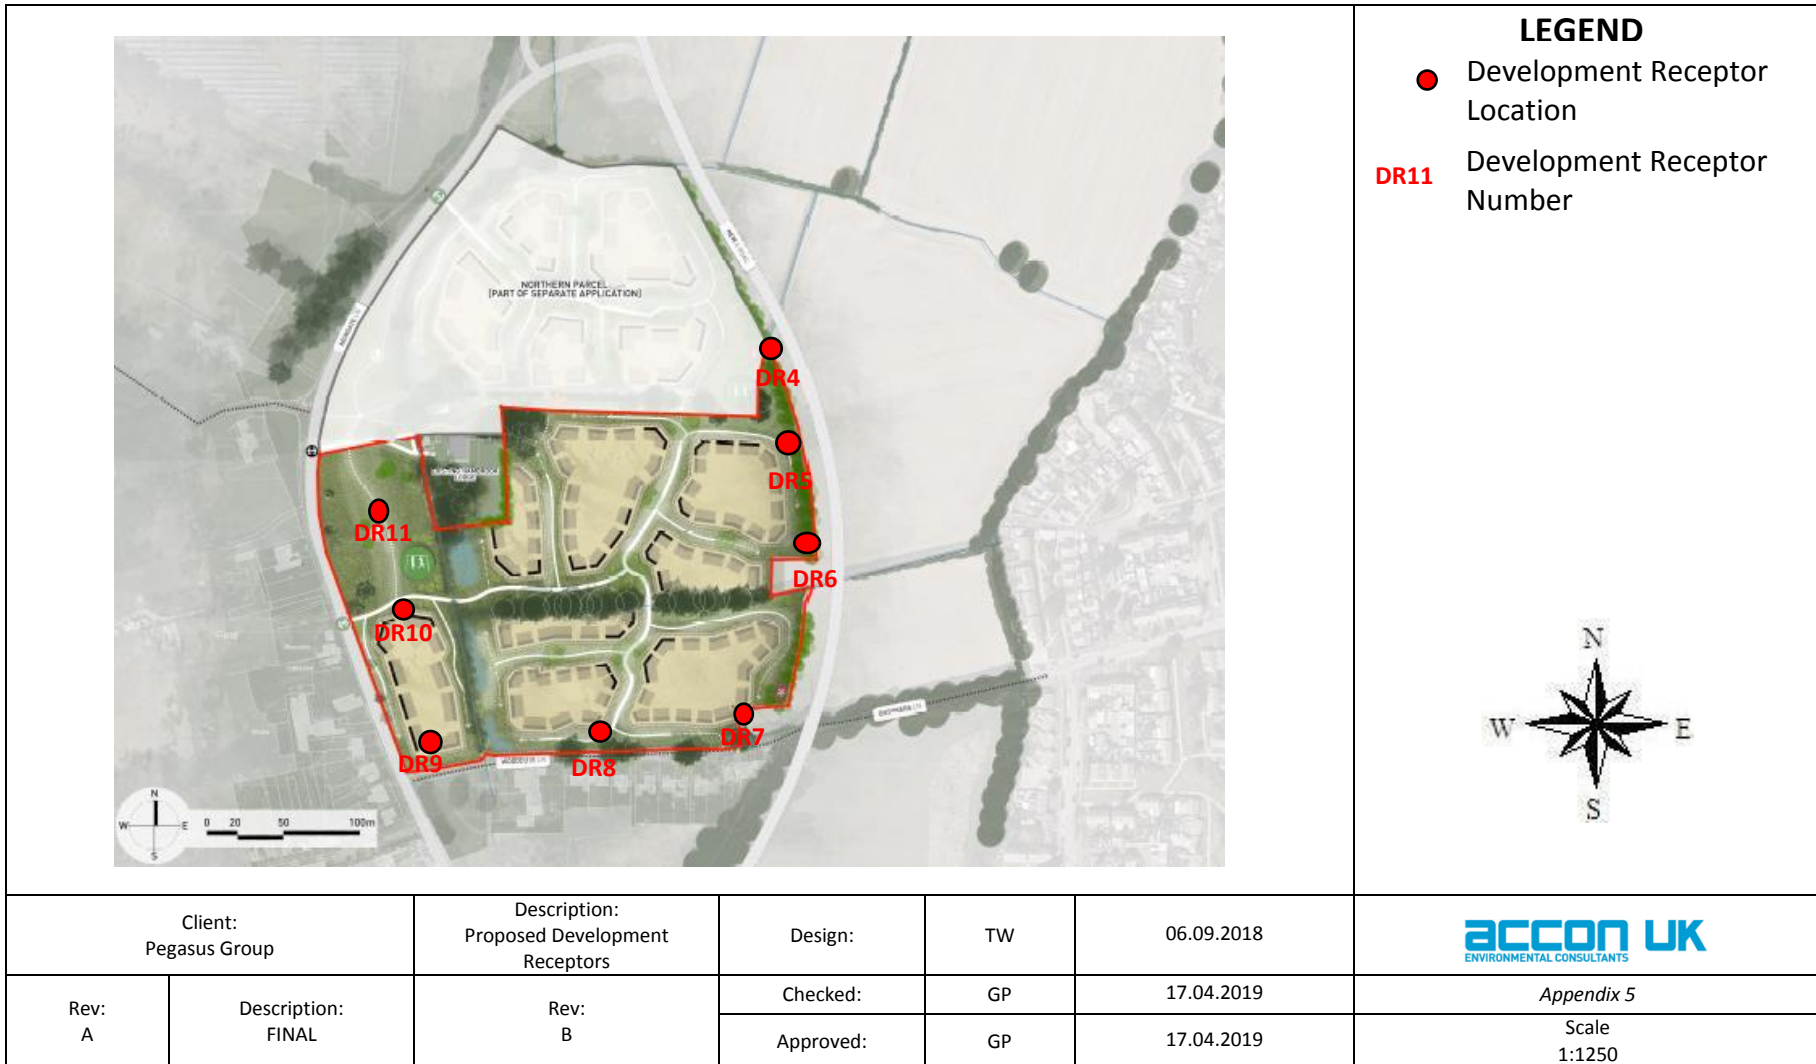 LEGEND
Development Receptor
Location
DR11 Development Receptor
Number
NORTHERN PARCEL
(PART OF SEPARATE APPLICATION)
DR4
DR5
DR11
DR6
DR10
DR7
DR9
DR8
N
W E
S
0 20 50 100m
N
W E
S
Client:
Pegasus Group
Description:
Proposed Development
Receptors
Design:
TW
06.09.2018
accon UK
ENVIRONMENTAL CONSULTANTS
Rev:
A
Description:
FINAL
Rev:
B
Checked:
GP
17.04.2019
Appendix 5
Approved:
GP
17.04.2019
Scale
1:1250